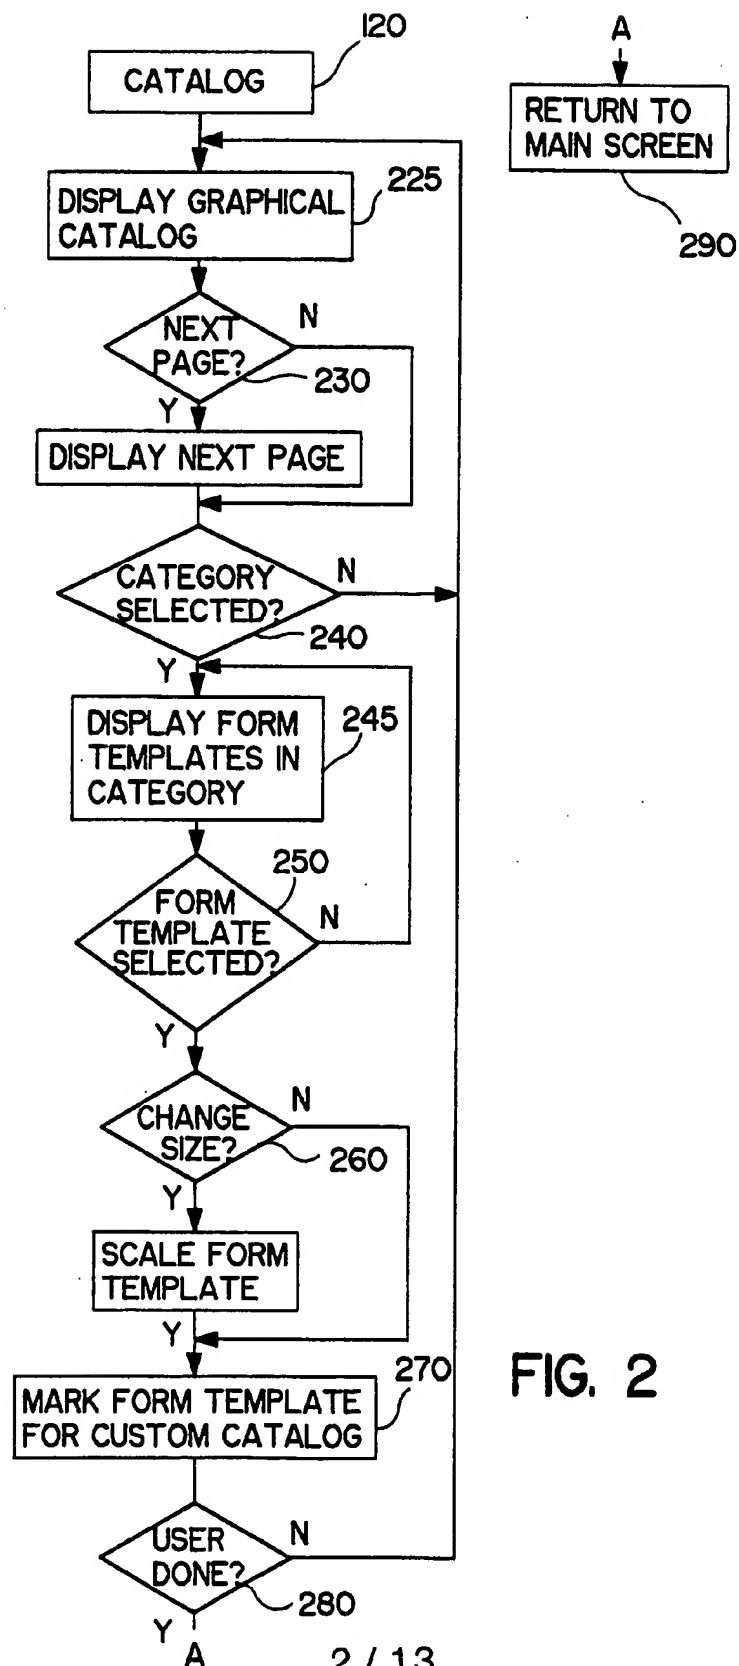 120
CATALOG
A
RETURN TO
MAIN SCREEN
290
DISPLAY GRAPHICAL
CATALOG
225
NEXT
PAGE?
N
230
Y
DISPLAY NEXT PAGE
CATEGORY
SELECTED?
N
240
Y
DISPLAY FORM
TEMPLATES IN
CATEGORY
245
250
FORM
TEMPLATE
SELECTED?
N
Y
CHANGE
SIZE?
N
260
Y
SCALE FORM
TEMPLATE
Y
270
MARK FORM TEMPLATE
FOR CUSTOM CATALOG
FIG. 2
USER
DONE?
N
280
Y
A
2 / 13